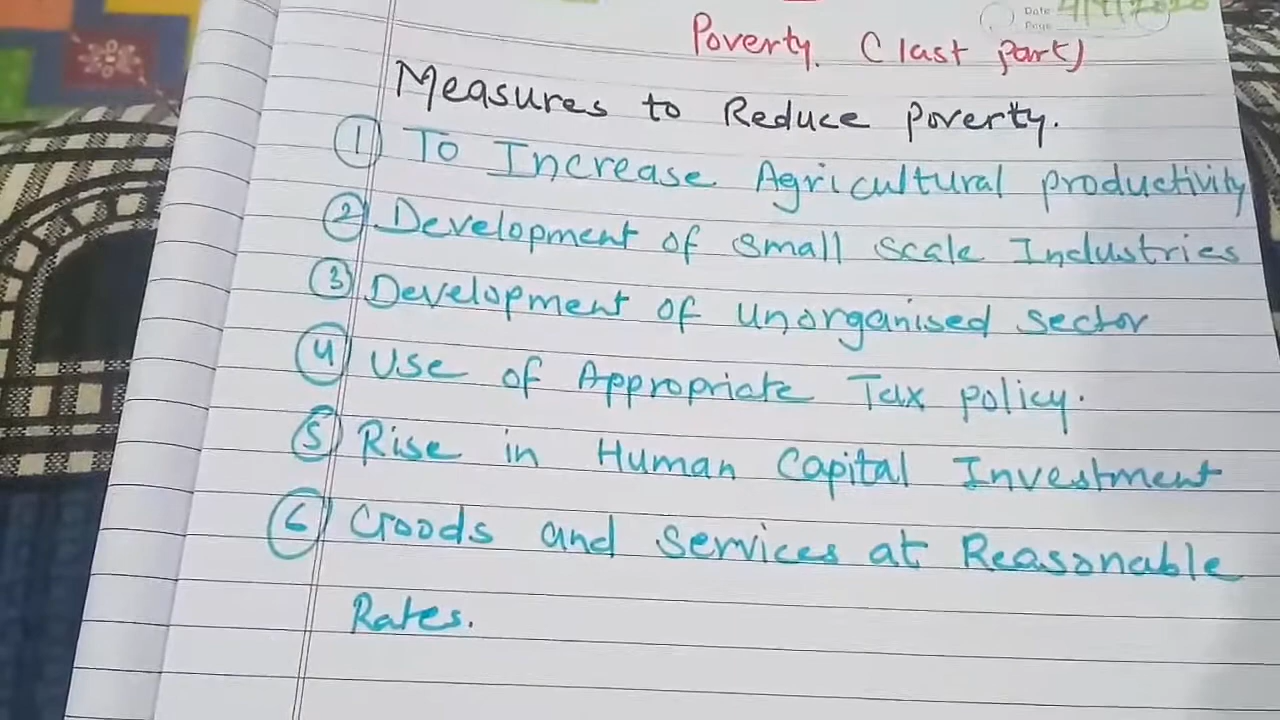 Date
Page
Poverty. (last part)
Measures to Reduce poverty.
① To Increase Agricultural productivity
② Development of small scale Industries
③ Development of unorganised sector
④ Use of Appropriate Tax policy.
⑤ Rise in Human Capital Investment
⑥ Goods and services at Reasonable
Rates.